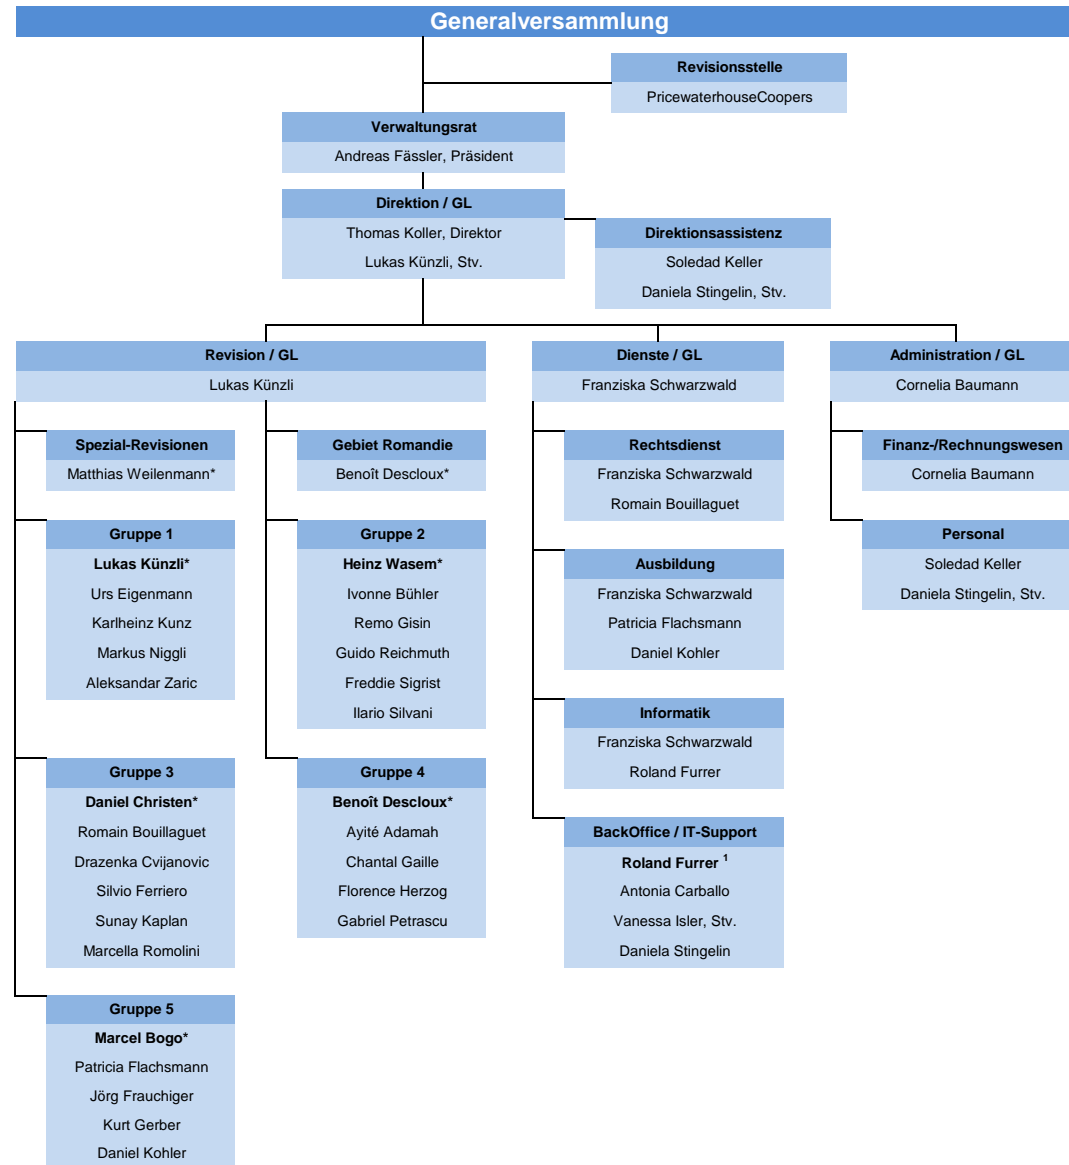 Generalversammlung
Revisionsstelle
PricewaterhouseCoopers
Verwaltungsrat
Andreas Fässler, Präsident
Direktion / GL
Thomas Koller, Direktor
Lukas Künzli, Stv.
Direktionsassistenz
Soledad Keller
Daniela Stingelin, Stv.
Revision / GL
Lukas Künzli
Spezial-Revisionen
Matthias Weilenmann*
Gebiet Romandie
Benoît Descloux*
Gruppe 1
Lukas Künzli*
Urs Eigenmann
Karlheinz Kunz
Markus Niggli
Aleksandar Zaric
Gruppe 2
Heinz Wasem*
Ivonne Bühler
Remo Gisin
Guido Reichmuth
Freddie Sigrist
Ilario Silvani
Gruppe 3
Daniel Christen*
Romain Bouillaguet
Drazenka Cvijanovic
Silvio Ferriero
Sunay Kaplan
Marcella Romolini
Gruppe 4
Benoît Descloux*
Ayité Adamah
Chantal Gaille
Florence Herzog
Gabriel Petrascu
Gruppe 5
Marcel Bogo*
Patricia Flachsmann
Jörg Frauchiger
Kurt Gerber
Daniel Kohler
Dienste / GL
Franziska Schwarzwald
Rechtsdienst
Franziska Schwarzwald
Romain Bouillaguet
Ausbildung
Franziska Schwarzwald
Patricia Flachsmann
Daniel Kohler
Informatik
Franziska Schwarzwald
Roland Furrer
BackOffice / IT-Support
Roland Furrer ¹
Antonia Carballo
Vanessa Isler, Stv.
Daniela Stingelin
Administration / GL
Cornelia Baumann
Finanz-/Rechnungswesen
Cornelia Baumann
Personal
Soledad Keller
Daniela Stingelin, Stv.